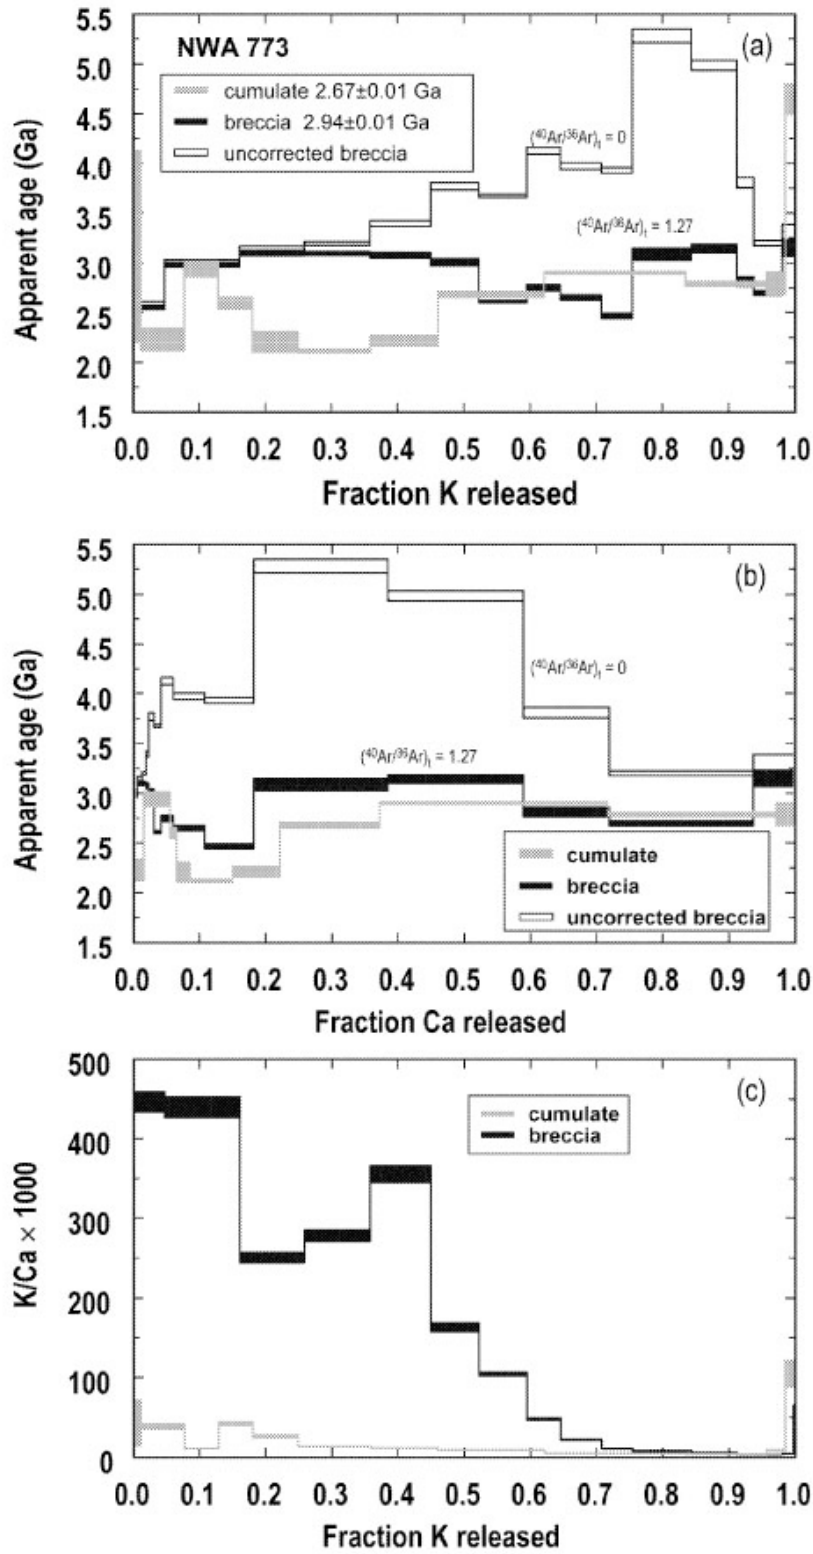 5.5
5.0
4.5
4.0
3.5
3.0
2.5
2.0
1.5
Apparent age (Ga)
NWA 773
(a)
cumulate 2.67±0.01 Ga
breccia 2.94±0.01 Ga
uncorrected breccia
(⁴⁰Ar/³⁶Ar)ₜ = 0
(⁴⁰Ar/³⁶Ar)ₜ = 1.27
0.0 0.1 0.2 0.3 0.4 0.5 0.6 0.7 0.8 0.9 1.0
Fraction K released
5.5
5.0
4.5
4.0
3.5
3.0
2.5
2.0
1.5
Apparent age (Ga)
(b)
(⁴⁰Ar/³⁶Ar)ₜ = 0
(⁴⁰Ar/³⁶Ar)ₜ = 1.27
cumulate
breccia
uncorrected breccia
0.0 0.1 0.2 0.3 0.4 0.5 0.6 0.7 0.8 0.9 1.0
Fraction Ca released
500
400
300
200
100
0
K/Ca × 1000
(c)
cumulate
breccia
0.0 0.1 0.2 0.3 0.4 0.5 0.6 0.7 0.8 0.9 1.0
Fraction K released